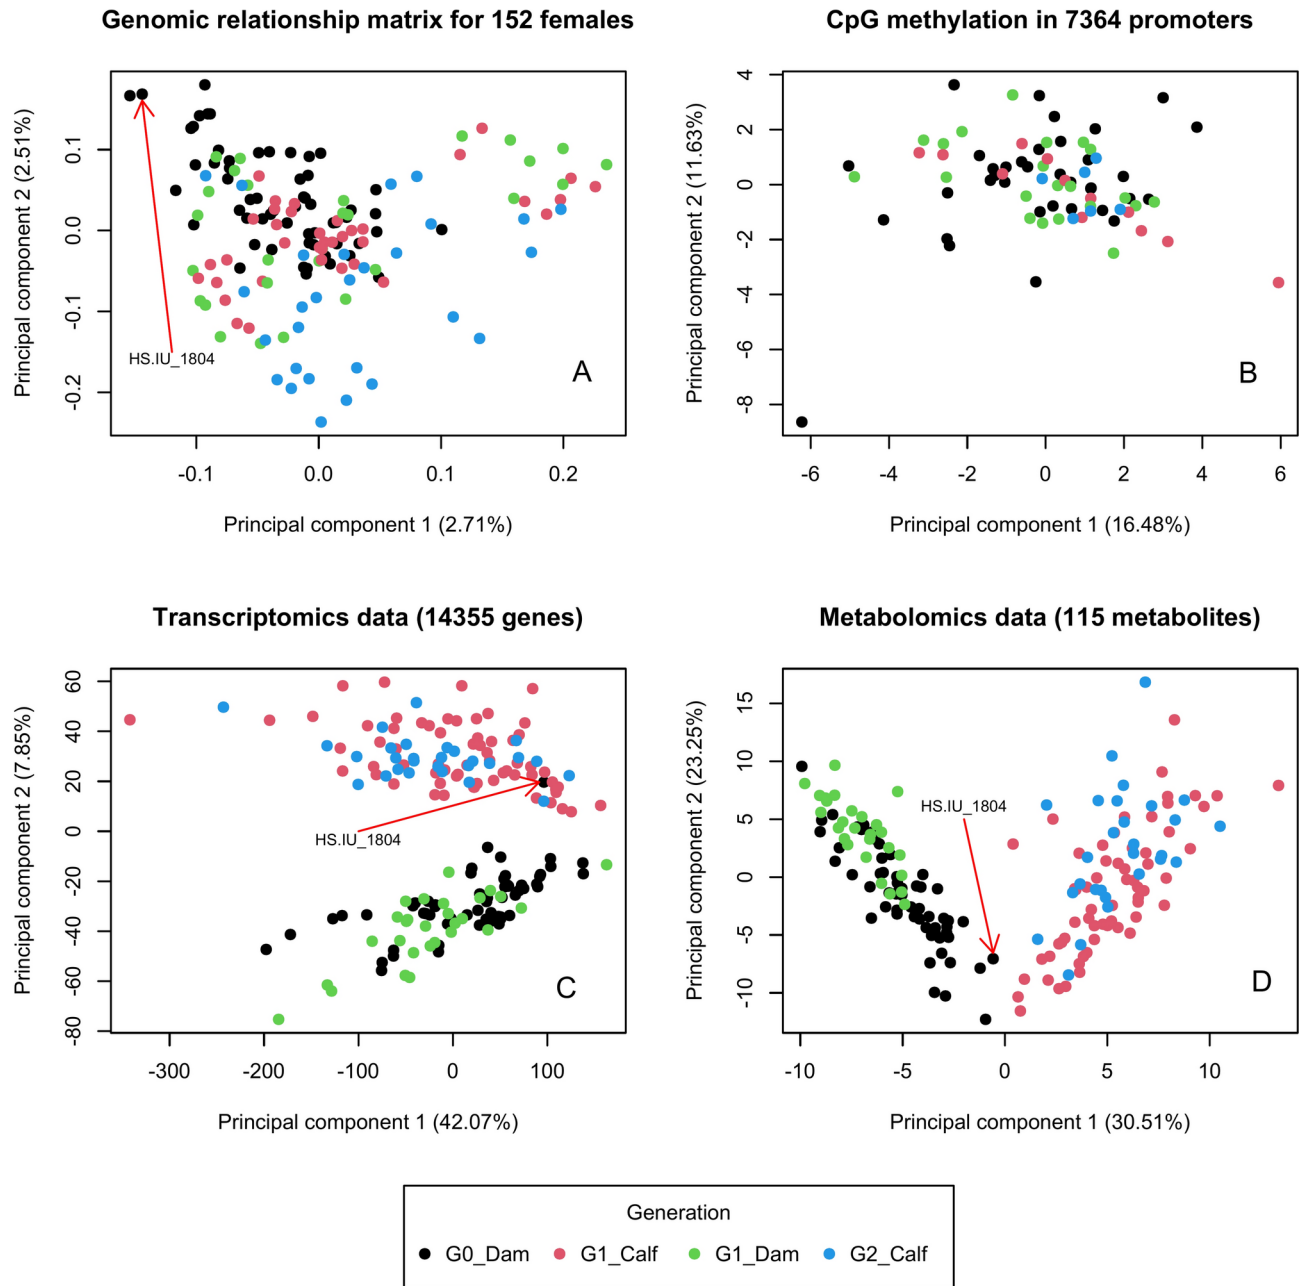 Genomic relationship matrix for 152 females
Principal component 2 (2.51%)
0.1
0.0
-0.1
-0.2
HS.IU_1804
A
-0.1 0.0 0.1 0.2
Principal component 1 (2.71%)
CpG methylation in 7364 promoters
Principal component 2 (11.63%)
4
2
0
-2
-4
-6
-8
B
-6 -4 -2 0 2 4 6
Principal component 1 (16.48%)
Transcriptomics data (14355 genes)
Principal component 2 (7.85%)
60
40
20
0
-20
-40
-60
-80
HS.IU_1804
C
-300 -200 -100 0 100
Principal component 1 (42.07%)
Metabolomics data (115 metabolites)
Principal component 2 (23.25%)
15
10
5
0
-5
-10
HS.IU_1804
D
-10 -5 0 5 10
Principal component 1 (30.51%)
Generation
G0_Dam G1_Calf G1_Dam G2_Calf